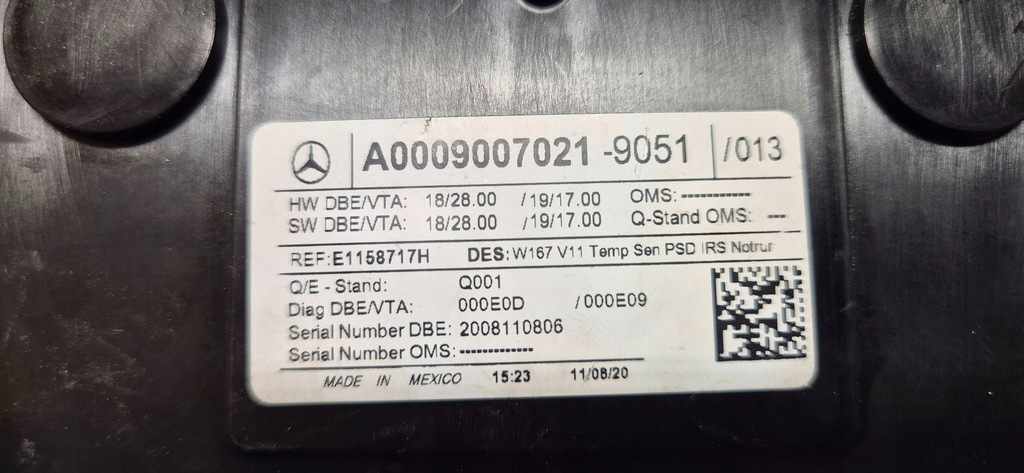 A0009007021 -9051 /013
HW DBE/VTA: 18/28.00 /19/17.00 OMS: -----------
SW DBE/VTA: 18/28.00 /19/17.00 Q-Stand OMS: ---
REF:E1158717H DES: W167 V11 Temp Sen PSD IRS Notruf
Q/E - Stand: Q001
Diag DBE/VTA: 000E0D /000E09
Serial Number DBE: 2008110806
Serial Number OMS: -------------
MADE IN MEXICO 15:23 11/08/20